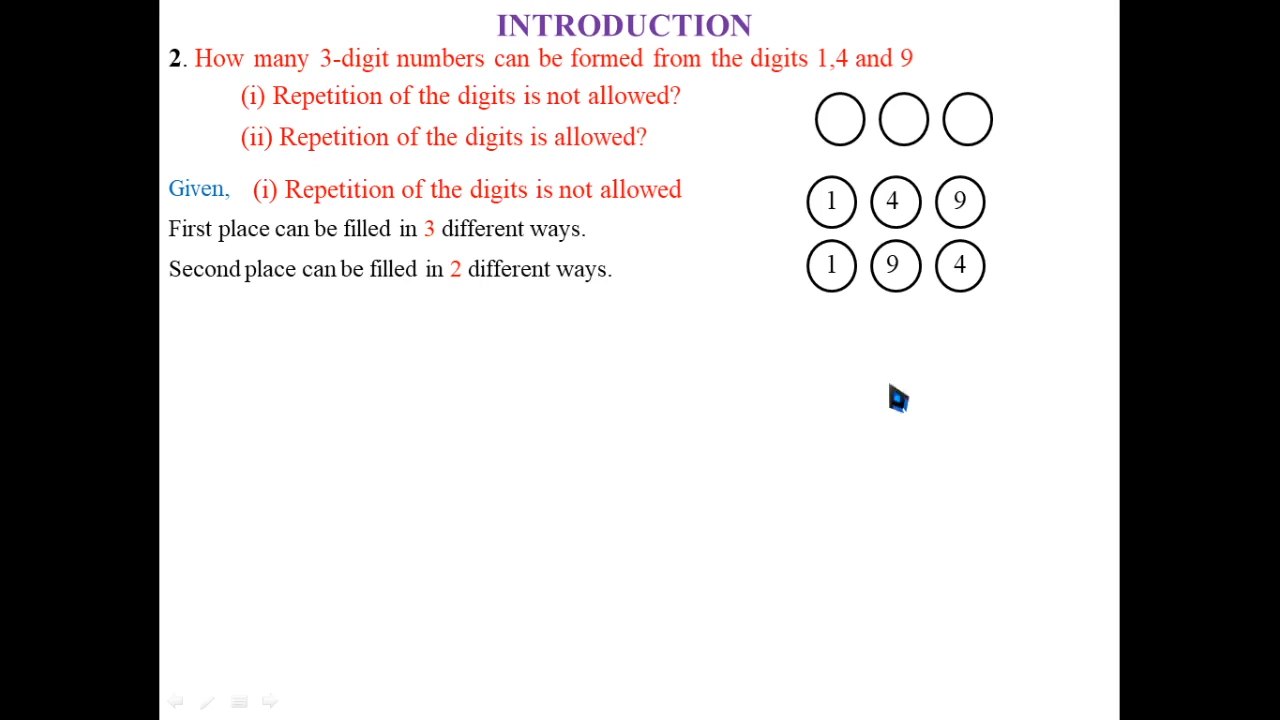 INTRODUCTION
2. How many 3-digit numbers can be formed from the digits 1,4 and 9
(i) Repetition of the digits is not allowed?
(ii) Repetition of the digits is allowed?
Given, (i) Repetition of the digits is not allowed
1 4 9
First place can be filled in 3 different ways.
Second place can be filled in 2 different ways.
1 9 4